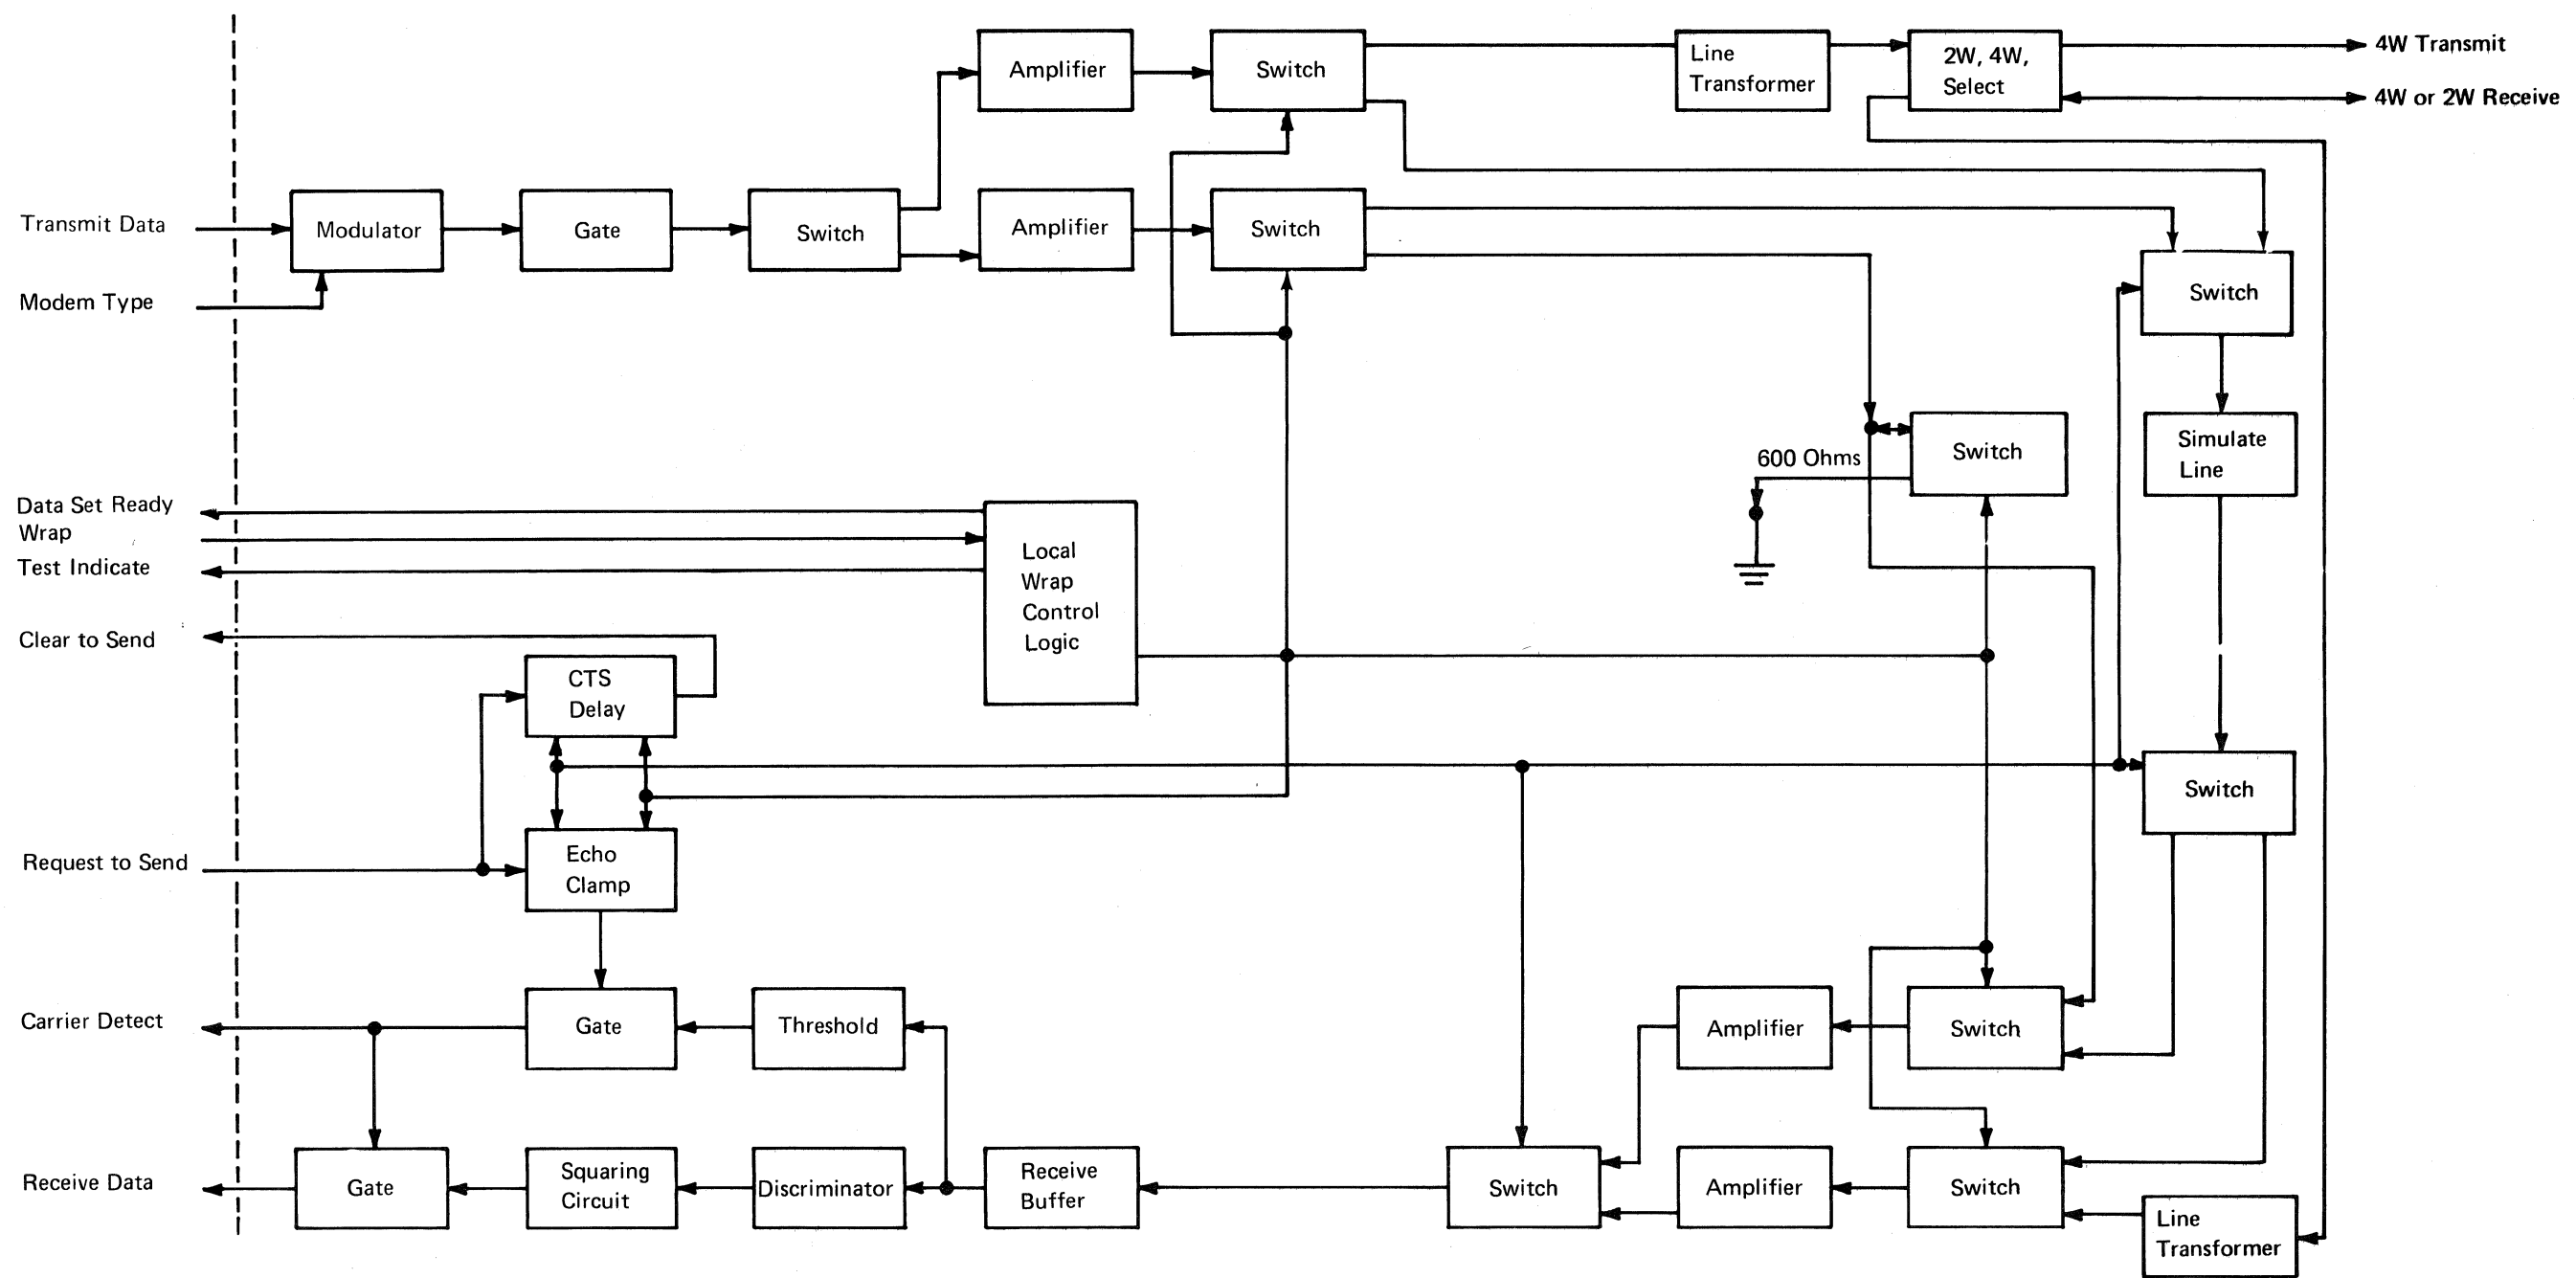 Amplifier
Switch
Line
Transformer
2W, 4W,
Select
4W Transmit
4W or 2W Receive
Transmit Data
Modulator
Gate
Switch
Amplifier
Switch
Modem Type
Switch
600 Ohms
Switch
Simulate
Line
Data Set Ready
Wrap
Test Indicate
Local
Wrap
Control
Logic
Clear to Send
CTS
Delay
Switch
Request to Send
Echo
Clamp
Carrier Detect
Gate
Threshold
Amplifier
Switch
Receive Data
Gate
Squaring
Circuit
Discriminator
Receive
Buffer
Switch
Amplifier
Switch
Line
Transformer